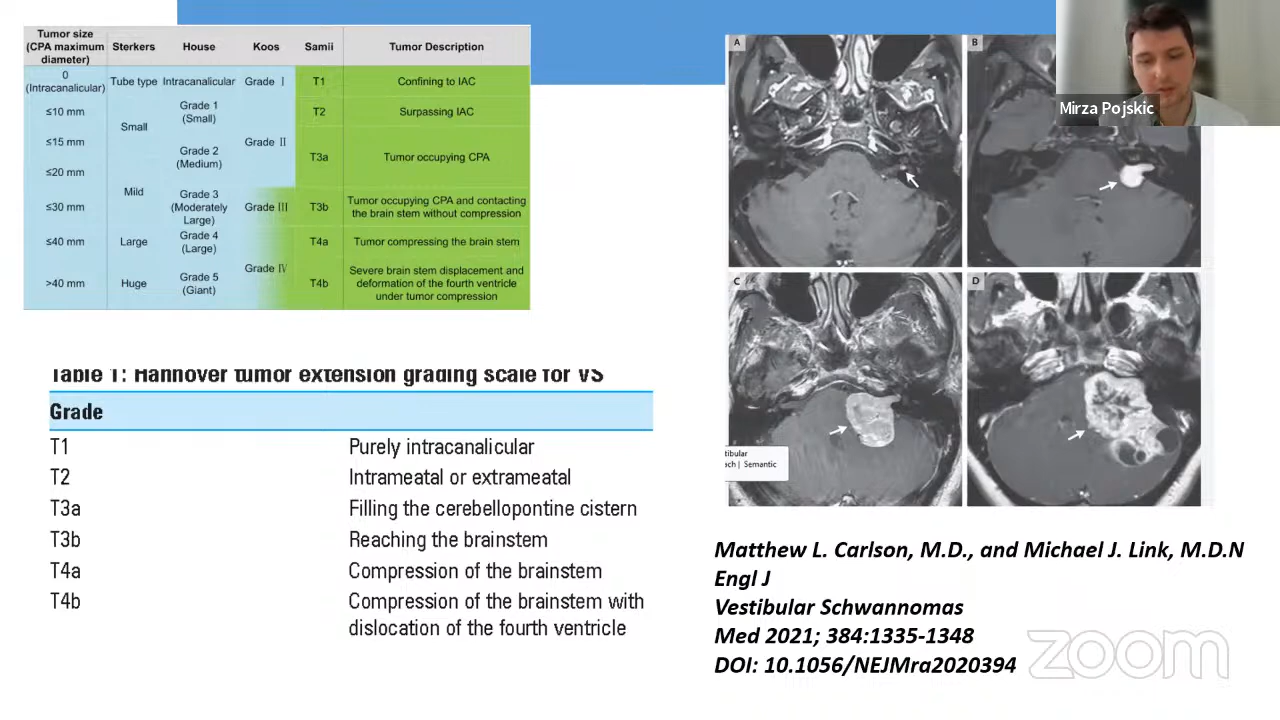 Tumor size (CPA maximum diameter) Sterkers House Koos Samii Tumor Description
0 (Intracanalicular) Tube type Intracanalicular Grade Ⅰ T1 Confining to IAC
≤10 mm Small Grade 1 (Small) Grade Ⅱ T2 Surpassing IAC
≤15 mm Grade 2 (Medium) T3a Tumor occupying CPA
≤20 mm Mild
≤30 mm Grade 3 (Moderately Large) Grade Ⅲ T3b Tumor occupying CPA and contacting the brain stem without compression
≤40 mm Large Grade 4 (Large) Grade Ⅳ T4a Tumor compressing the brain stem
>40 mm Huge Grade 5 (Giant) T4b Severe brain stem displacement and deformation of the fourth ventricle under tumor compression
Table 1: Hannover tumor extension grading scale for VS
Grade
T1 Purely intracanalicular
T2 Intrameatal or extrameatal
T3a Filling the cerebellopontine cistern
T3b Reaching the brainstem
T4a Compression of the brainstem
T4b Compression of the brainstem with
dislocation of the fourth ventricle
A
B
Mirza Pojskic
C
D
tibular
ach | Semantic
Matthew L. Carlson, M.D., and Michael J. Link, M.D.N
Engl J
Vestibular Schwannomas
Med 2021; 384:1335-1348
DOI: 10.1056/NEJMra2020394
zoom